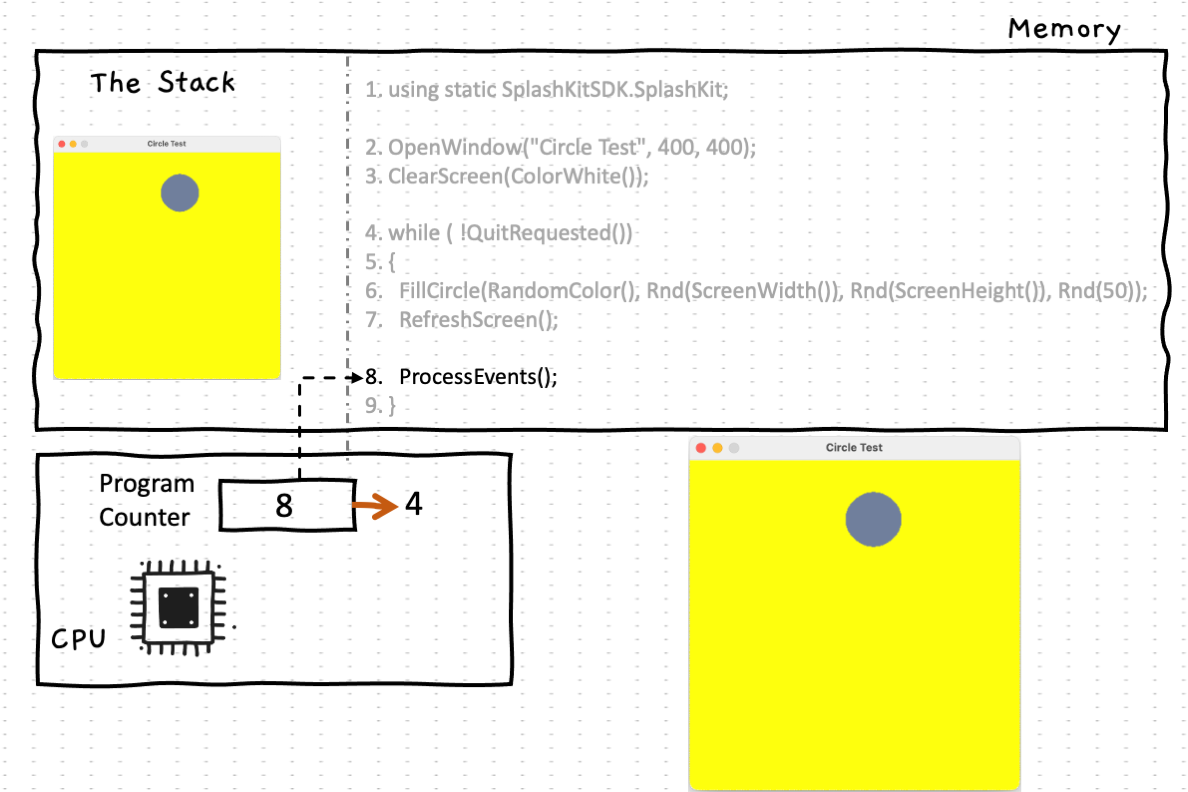 Memory
The Stack
Circle Test
1. using static SplashKitSDK.SplashKit;
2. OpenWindow("Circle Test", 400, 400);
3. ClearScreen(ColorWhite());
4. while ( !QuitRequested())
5. {
6. FillCircle(RandomColor(), Rnd(ScreenWidth()), Rnd(ScreenHeight()), Rnd(50));
7. RefreshScreen();
8. ProcessEvents();
9. }
Program
Counter
8
4
CPU
Circle Test